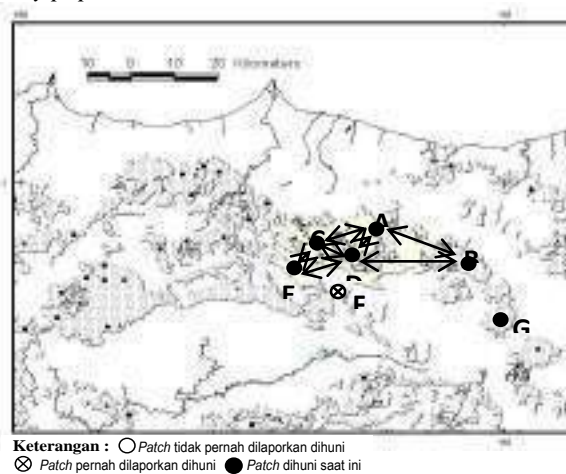 10 0 10 20 Kilometers
A
C
B
G
Keterangan : Patch tidak pernah dilaporkan dihuni
Patch pernah dilaporkan dihuni Patch dihuni saat ini